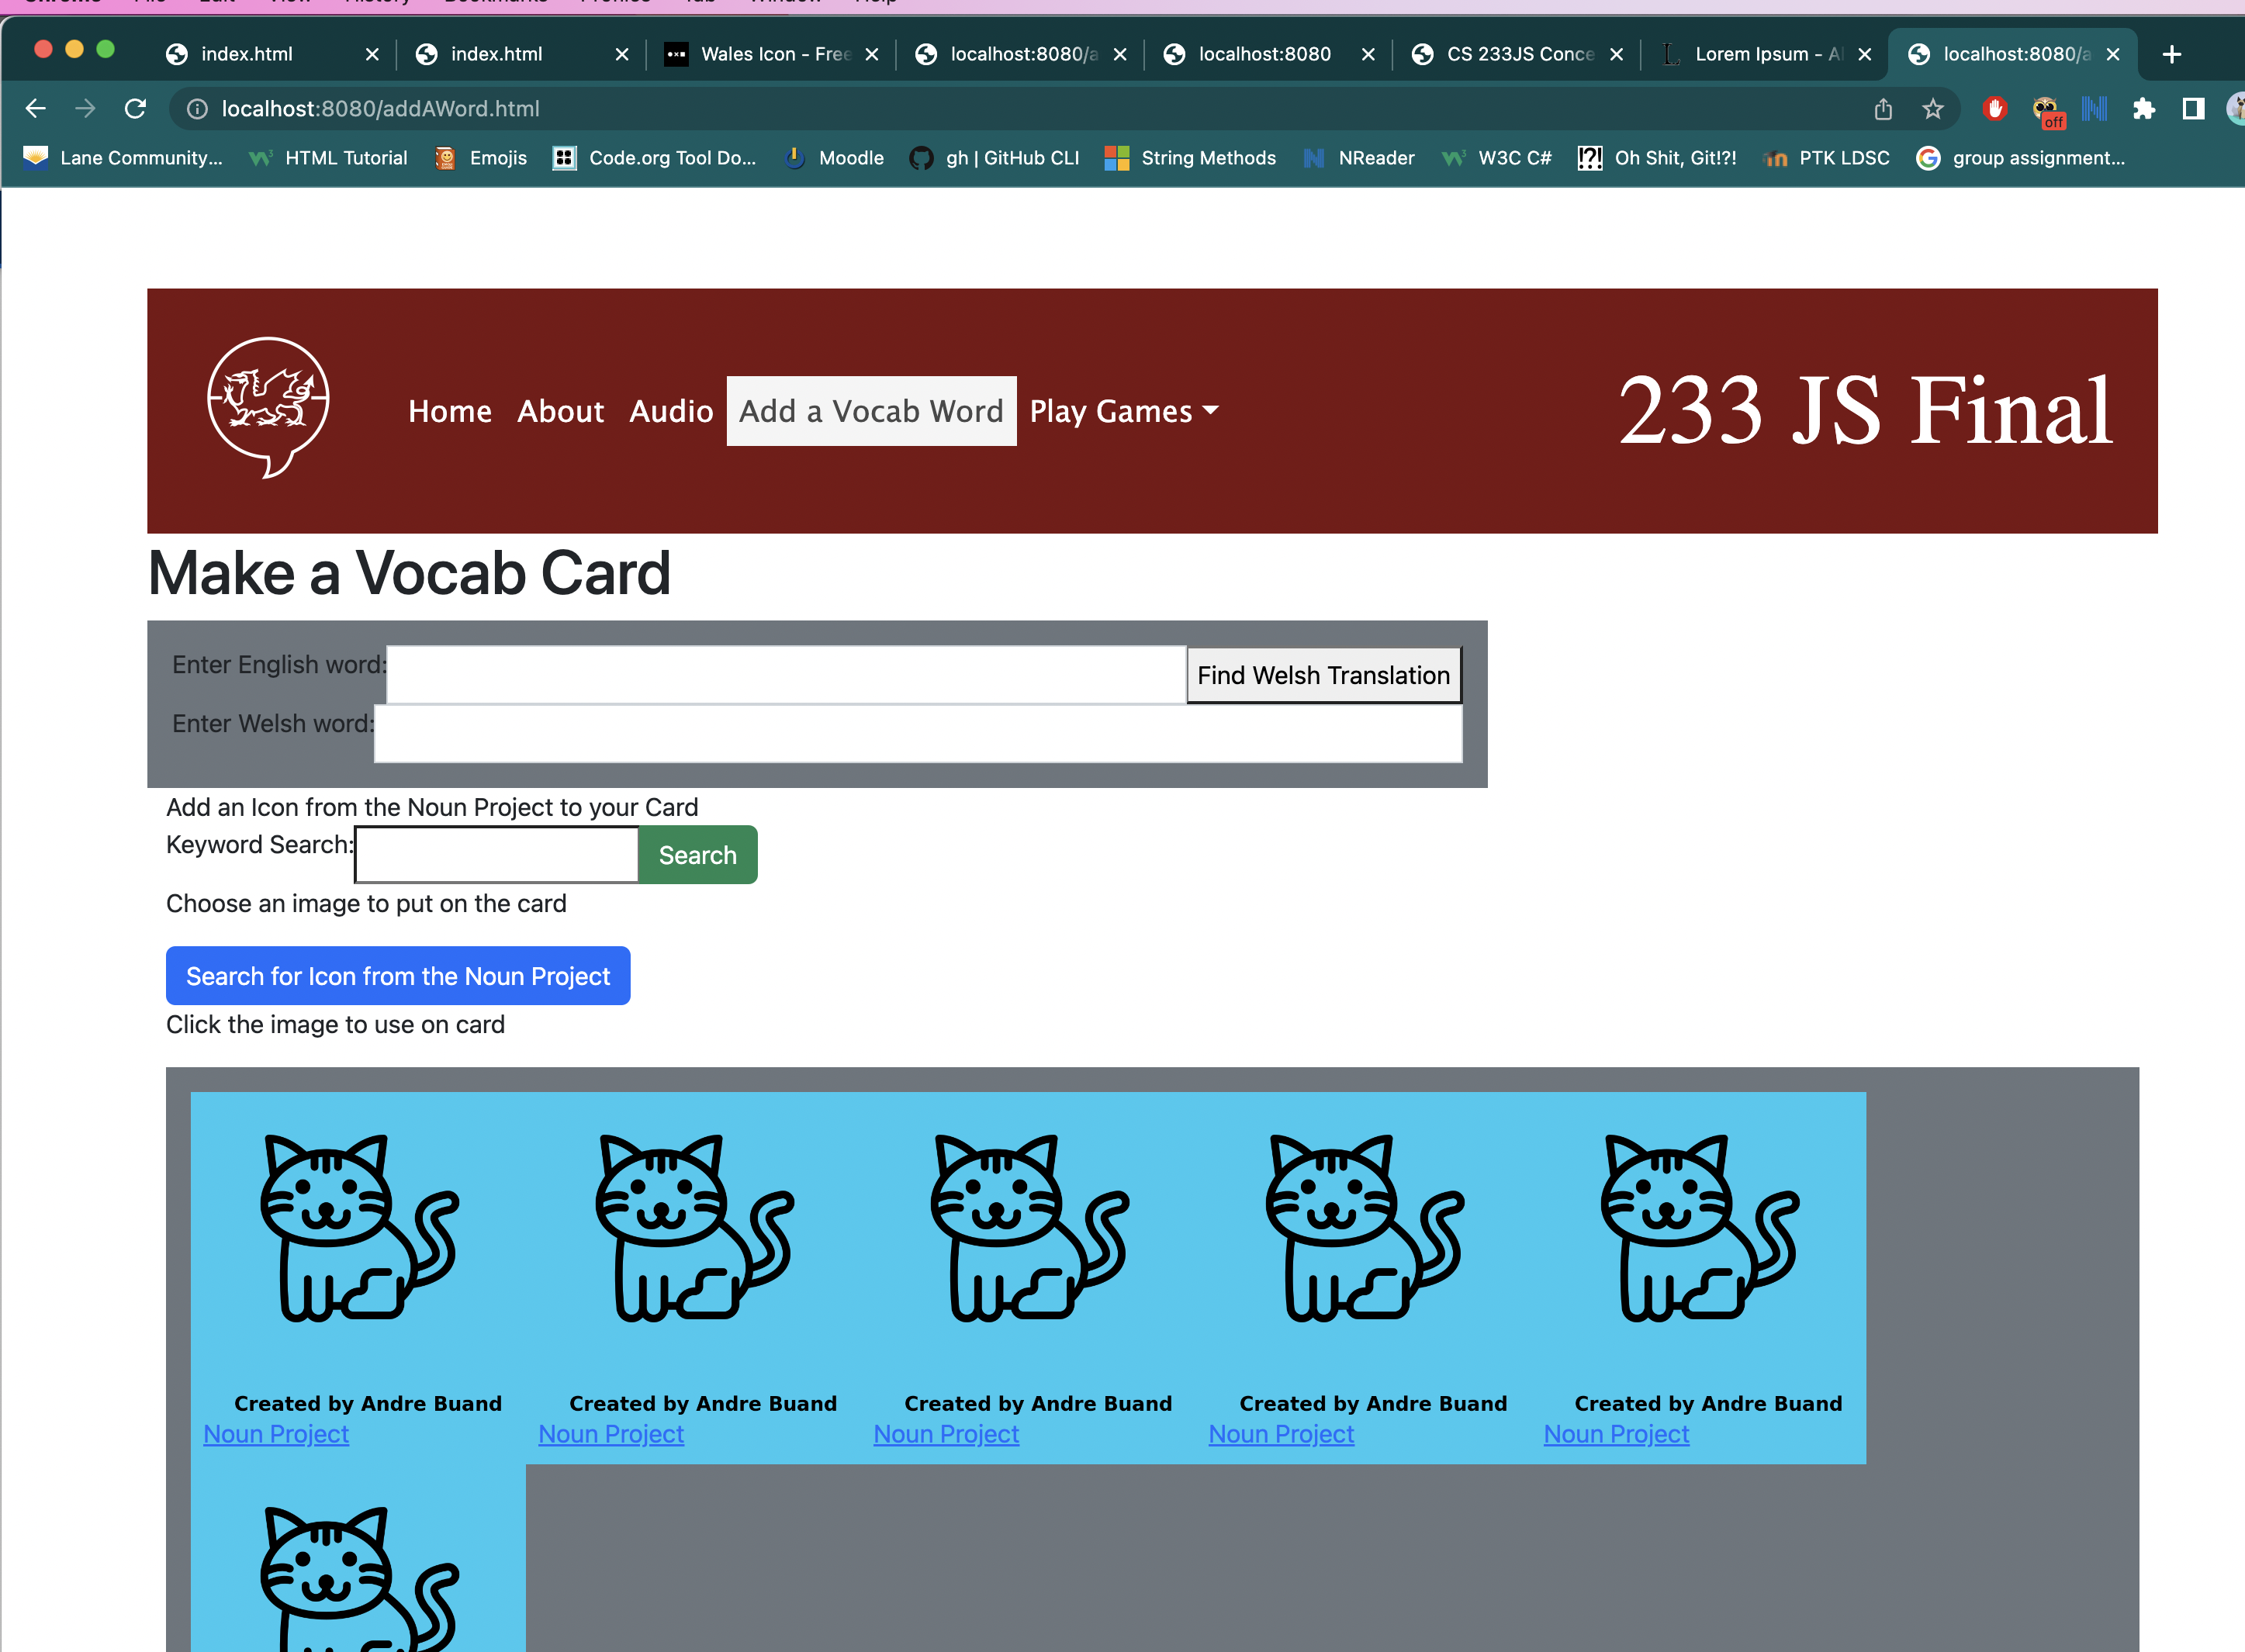 index.html
index.html
Wales Icon - Free
localhost:8080/a
localhost:8080
CS 233JS Conce
Lorem Ipsum - Al
localhost:8080/a
localhost:8080/addAWord.html
off
Lane Community...
HTML Tutorial
Emojis
Code.org Tool Do...
Moodle
gh | GitHub CLI
String Methods
NReader
W3C C#
Oh Shit, Git!?!
PTK LDSC
group assignment...
Home About Audio Add a Vocab Word Play Games
233 JS Final
Make a Vocab Card
Enter English word:
Find Welsh Translation
Enter Welsh word:
Add an Icon from the Noun Project to your Card
Keyword Search:
Search
Choose an image to put on the card
Search for Icon from the Noun Project
Click the image to use on card
Created by Andre Buand Created by Andre Buand Created by Andre Buand Created by Andre Buand Created by Andre Buand
Noun Project Noun Project Noun Project Noun Project Noun Project